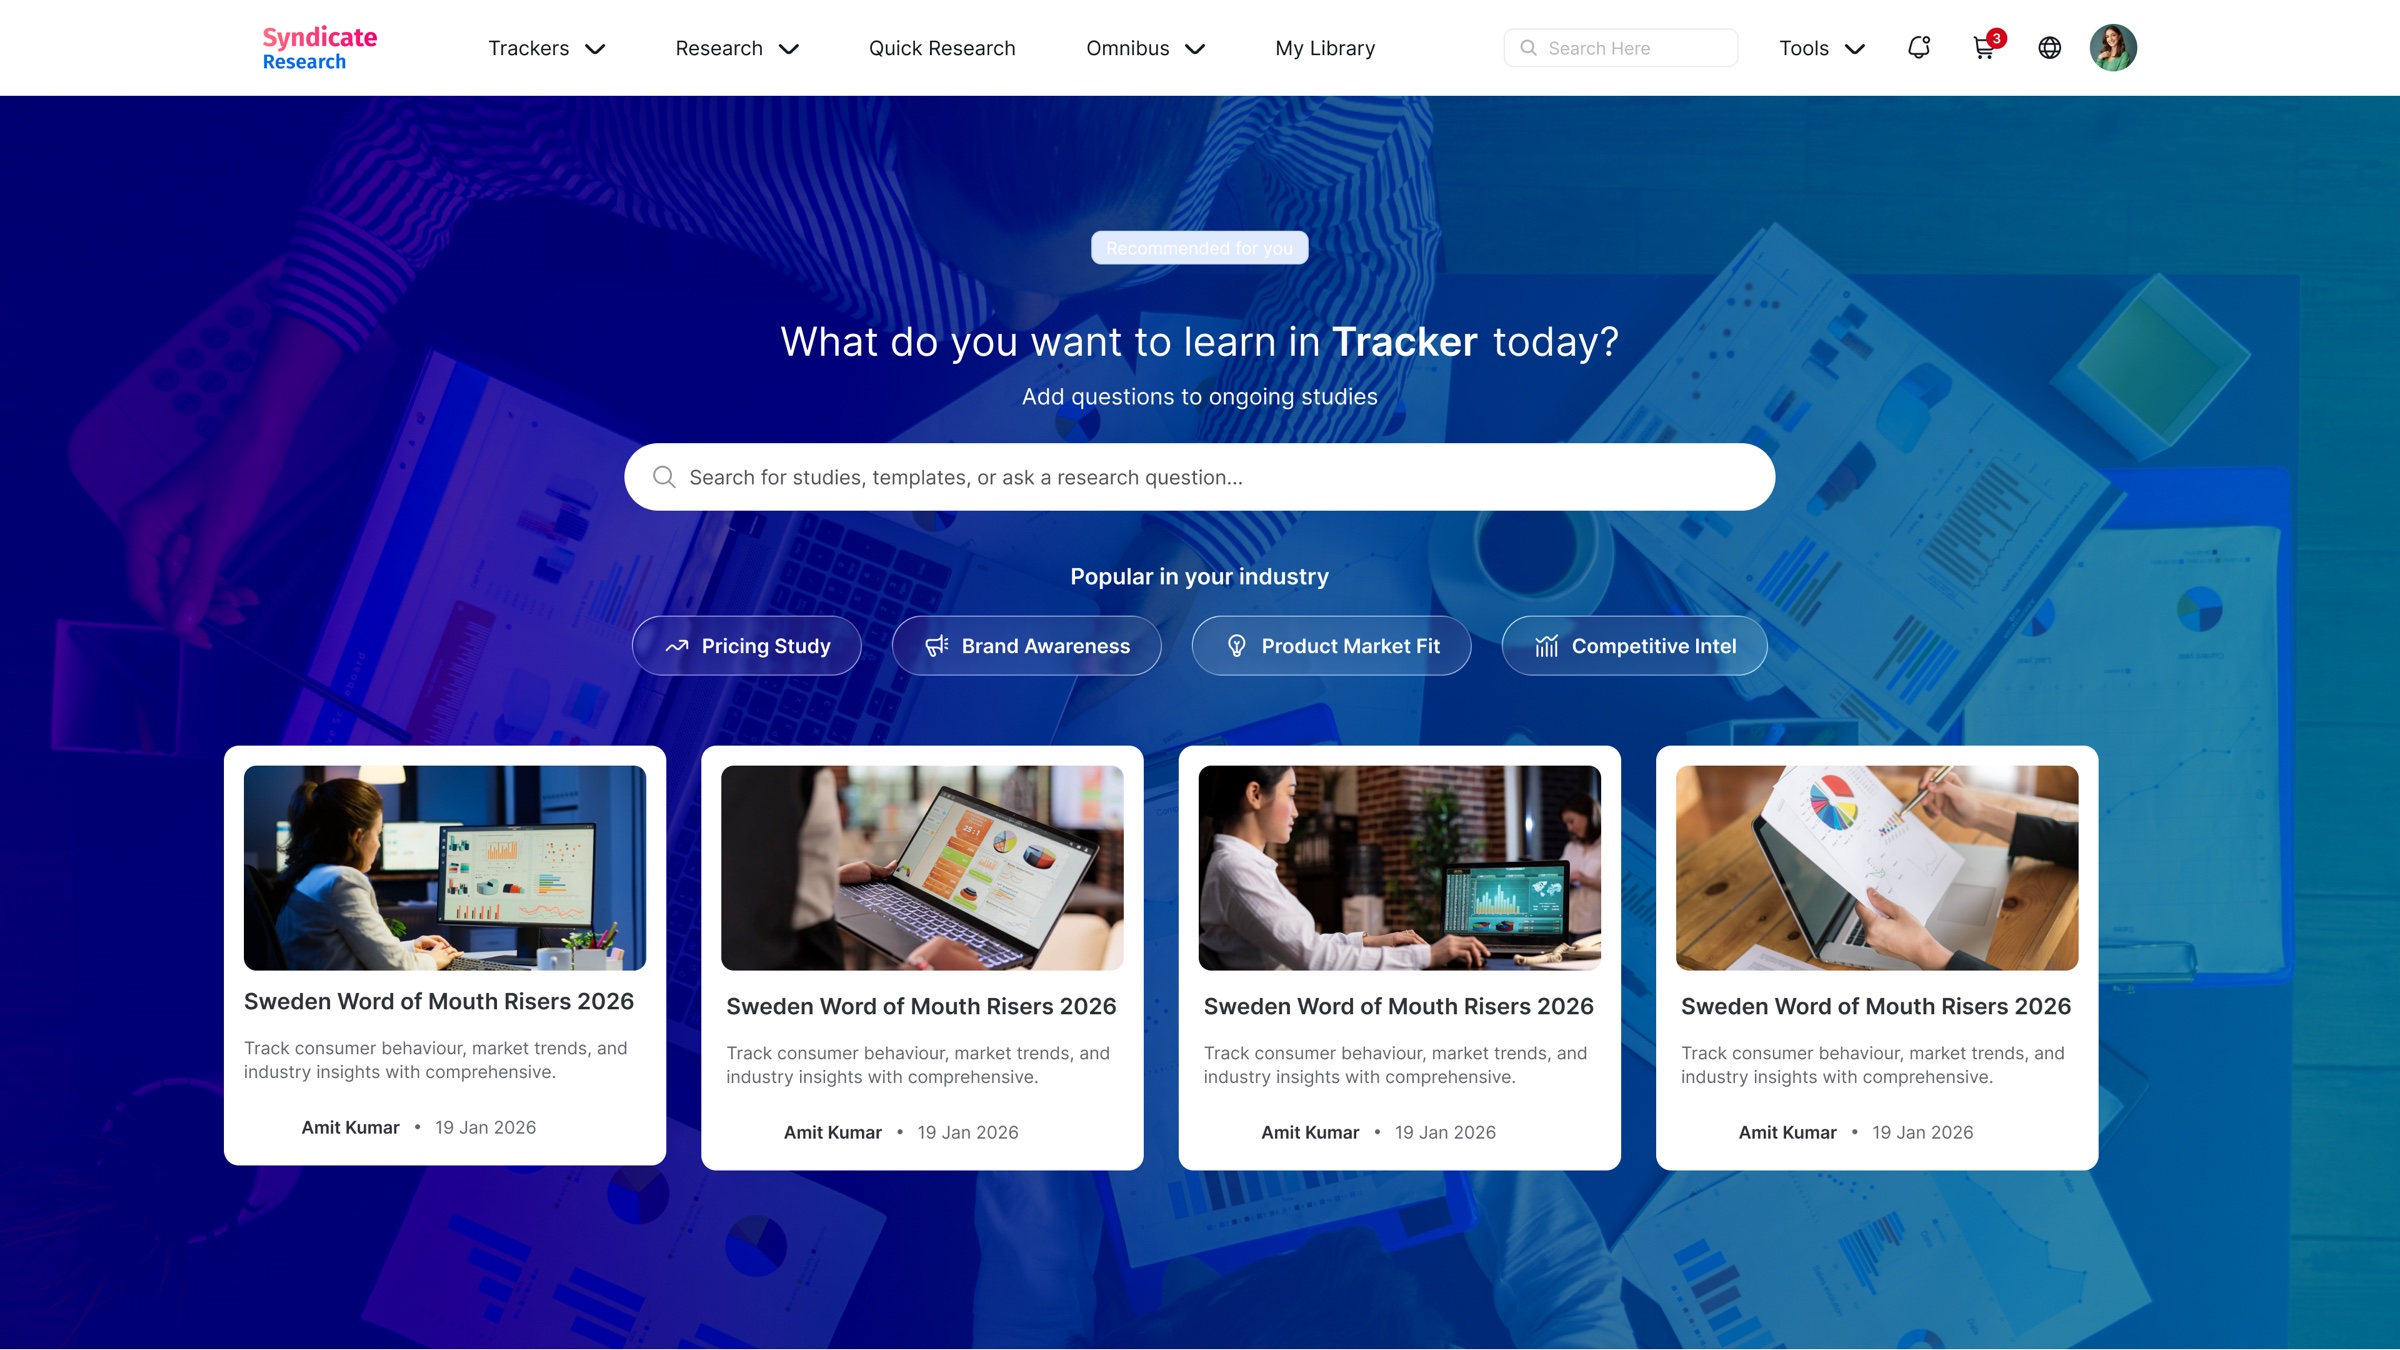 Syndicate
Research
Trackers
Research
Quick Research
Omnibus
My Library
Search Here
Tools
3
Recommended for you
What do you want to learn in Tracker today?
Add questions to ongoing studies
Search for studies, templates, or ask a research question...
Popular in your industry
Pricing Study
Brand Awareness
Product Market Fit
Competitive Intel
Sweden Word of Mouth Risers 2026
Track consumer behaviour, market trends, and
industry insights with comprehensive.
Amit Kumar • 19 Jan 2026
Sweden Word of Mouth Risers 2026
Track consumer behaviour, market trends, and
industry insights with comprehensive.
Amit Kumar • 19 Jan 2026
Sweden Word of Mouth Risers 2026
Track consumer behaviour, market trends, and
industry insights with comprehensive.
Amit Kumar • 19 Jan 2026
Sweden Word of Mouth Risers 2026
Track consumer behaviour, market trends, and
industry insights with comprehensive.
Amit Kumar • 19 Jan 2026